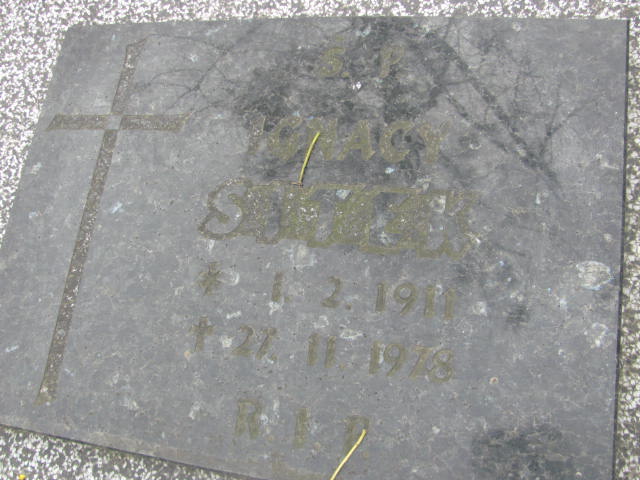 S. P.
IGNACY
* 1. 2. 1911
† 27. 11. 1978
R. I. P.